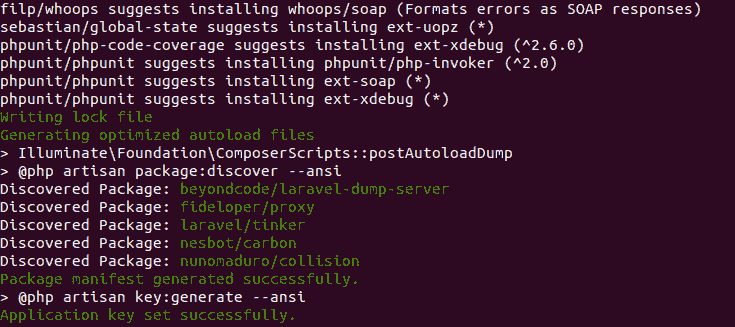 filp/whoops suggests installing whoops/soap (Formats errors as SOAP responses)
sebastian/global-state suggests installing ext-uopz (*)
phpunit/php-code-coverage suggests installing ext-xdebug (^2.6.0)
phpunit/phpunit suggests installing phpunit/php-invoker (^2.0)
phpunit/phpunit suggests installing ext-soap (*)
phpunit/phpunit suggests installing ext-xdebug (*)
Writing lock file
Generating optimized autoload files
> Illuminate\Foundation\ComposerScripts::postAutoloadDump
> @php artisan package:discover --ansi
Discovered Package: beyondcode/laravel-dump-server
Discovered Package: fideloper/proxy
Discovered Package: laravel/tinker
Discovered Package: nesbot/carbon
Discovered Package: nunomaduro/collision
Package manifest generated successfully.
> @php artisan key:generate --ansi
Application key set successfully.